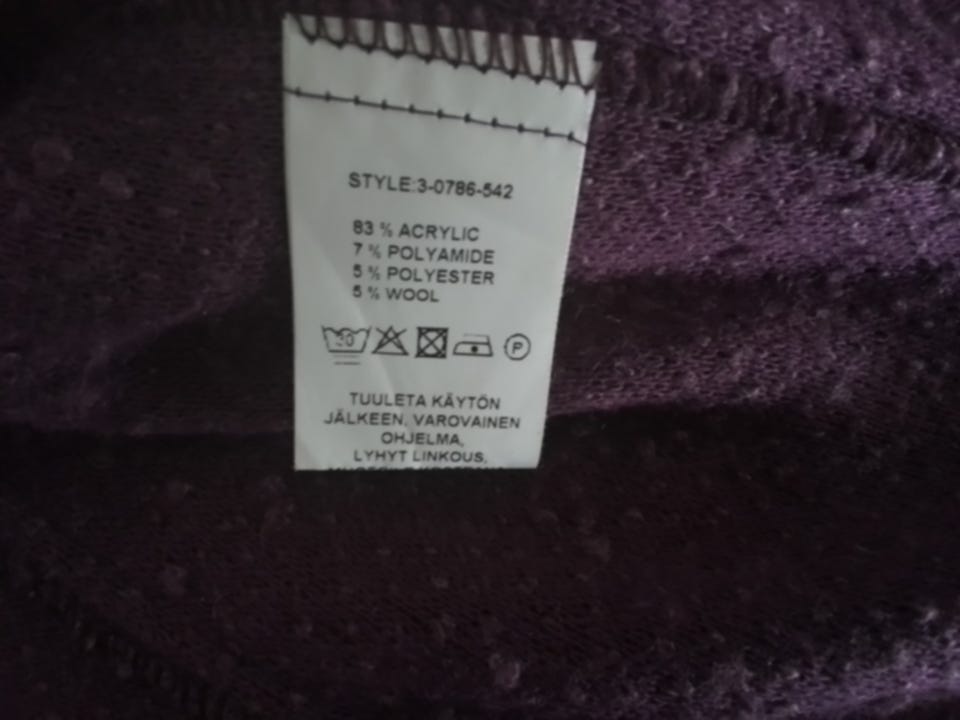 STYLE:3-0786-542
83 % ACRYLIC
7 % POLYAMIDE
5 % POLYESTER
5 % WOOL
30 P
TUULETA KÄYTÖN
JÄLKEEN, VAROVAINEN
OHJELMA,
LYHYT LINKOUS,